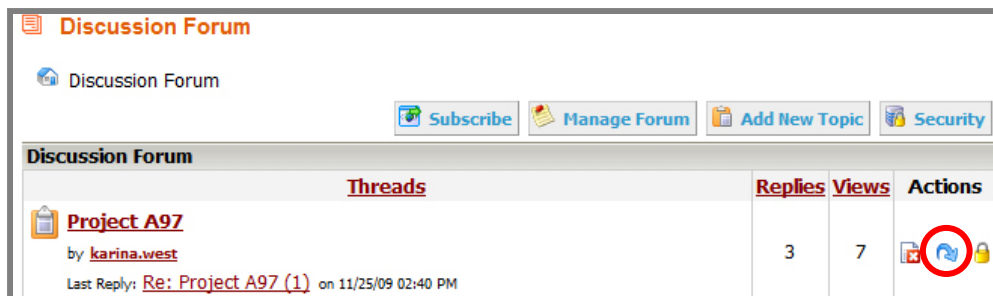 Discussion Forum
Discussion Forum
Subscribe Manage Forum Add New Topic Security
Discussion Forum
Threads Replies Views Actions
Project A97
by karina.west 3 7
Last Reply: Re: Project A97 (1) on 11/25/09 02:40 PM